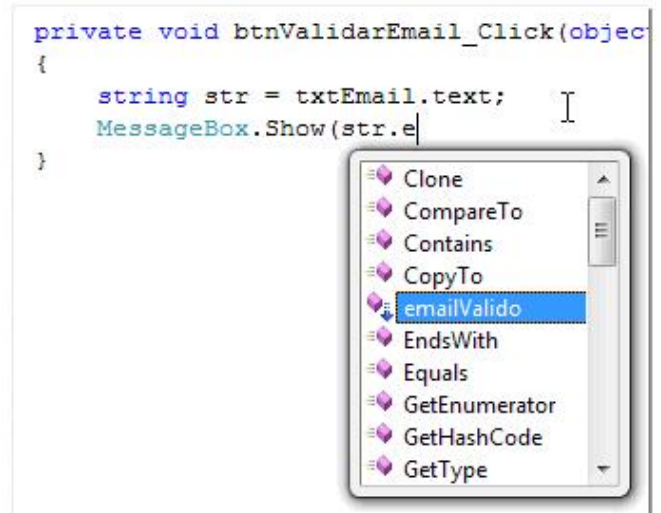 private void btnValidarEmail_Click(objec
{
string str = txtEmail.text;
MessageBox.Show(str.e
}
Clone
CompareTo
Contains
CopyTo
emailValido
EndsWith
Equals
GetEnumerator
GetHashCode
GetType